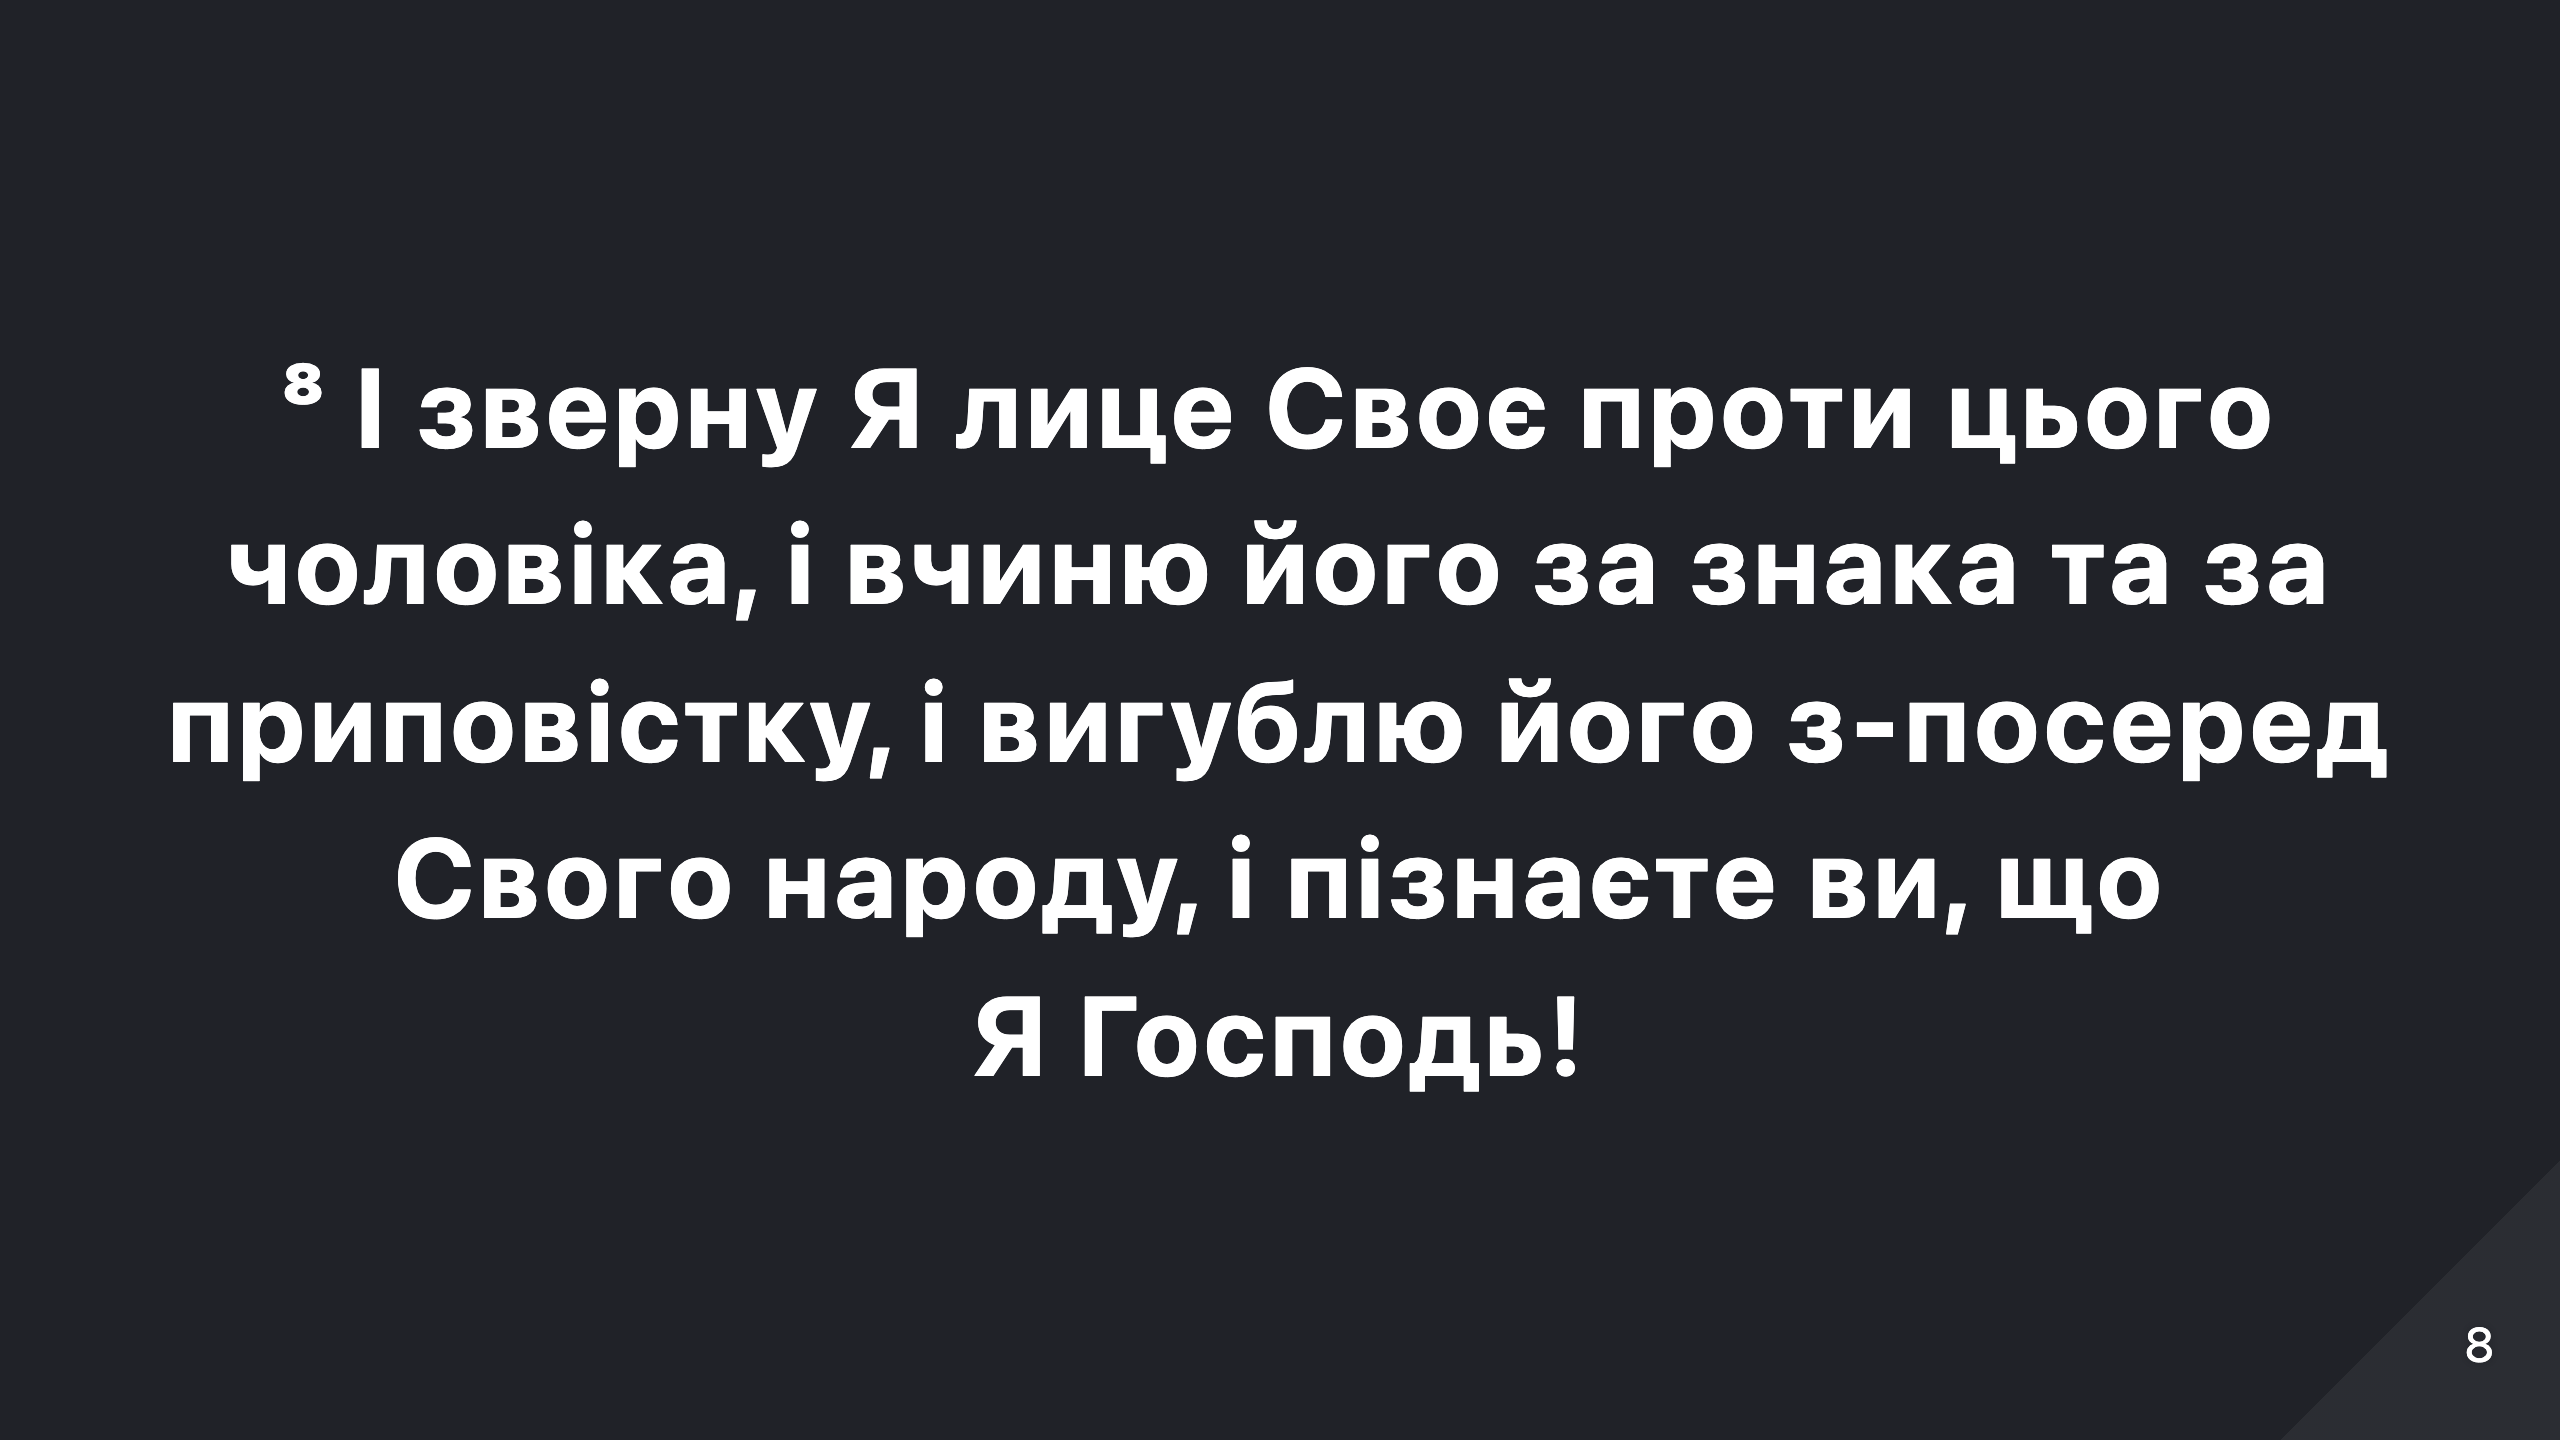 ⁸ І зверну Я лице Своє проти цього
чоловіка, і вчиню його за знака та за
приповістку, і вигублю його з-посеред
Свого народу, і пізнаєте ви, що
Я Господь!
8